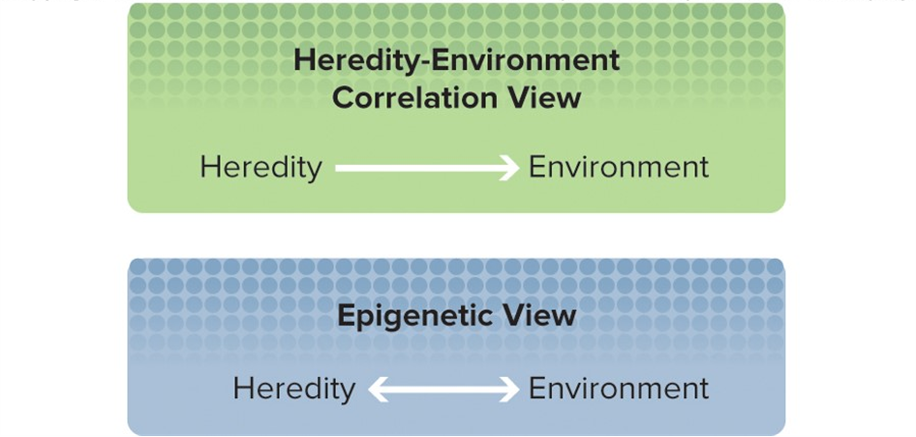 Heredity-Environment
Correlation View
Heredity Environment
Epigenetic View
Heredity Environment